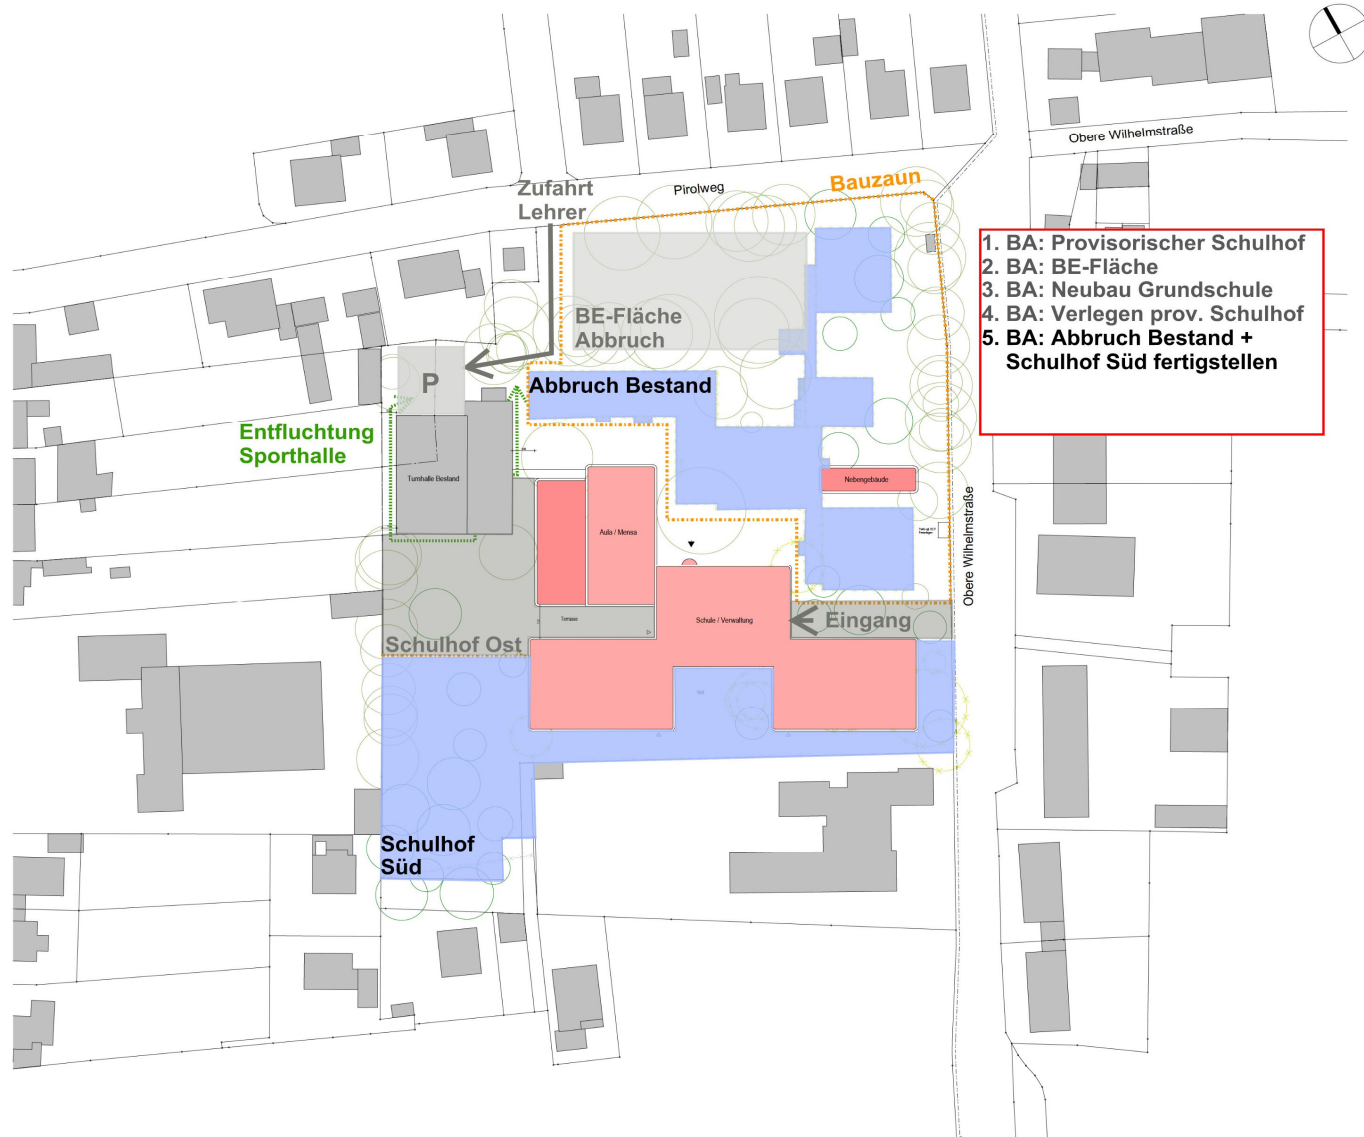 Obere Wilhelmstraße
Pirolweg
Bauzaun
Zufahrt
Lehrer
1. BA: Provisorischer Schulhof
2. BA: BE-Fläche
3. BA: Neubau Grundschule
4. BA: Verlegen prov. Schulhof
5. BA: Abbruch Bestand +
Schulhof Süd fertigstellen
BE-Fläche
Abbruch
P
Abbruch Bestand
Entfluchtung
Sporthalle
Turnhalle Bestand
Nebengebäude
Aula / Mensa
Obere Wilhelmstraße
Terrasse
Schule / Verwaltung
Eingang
Schulhof Ost
Schulhof
Süd